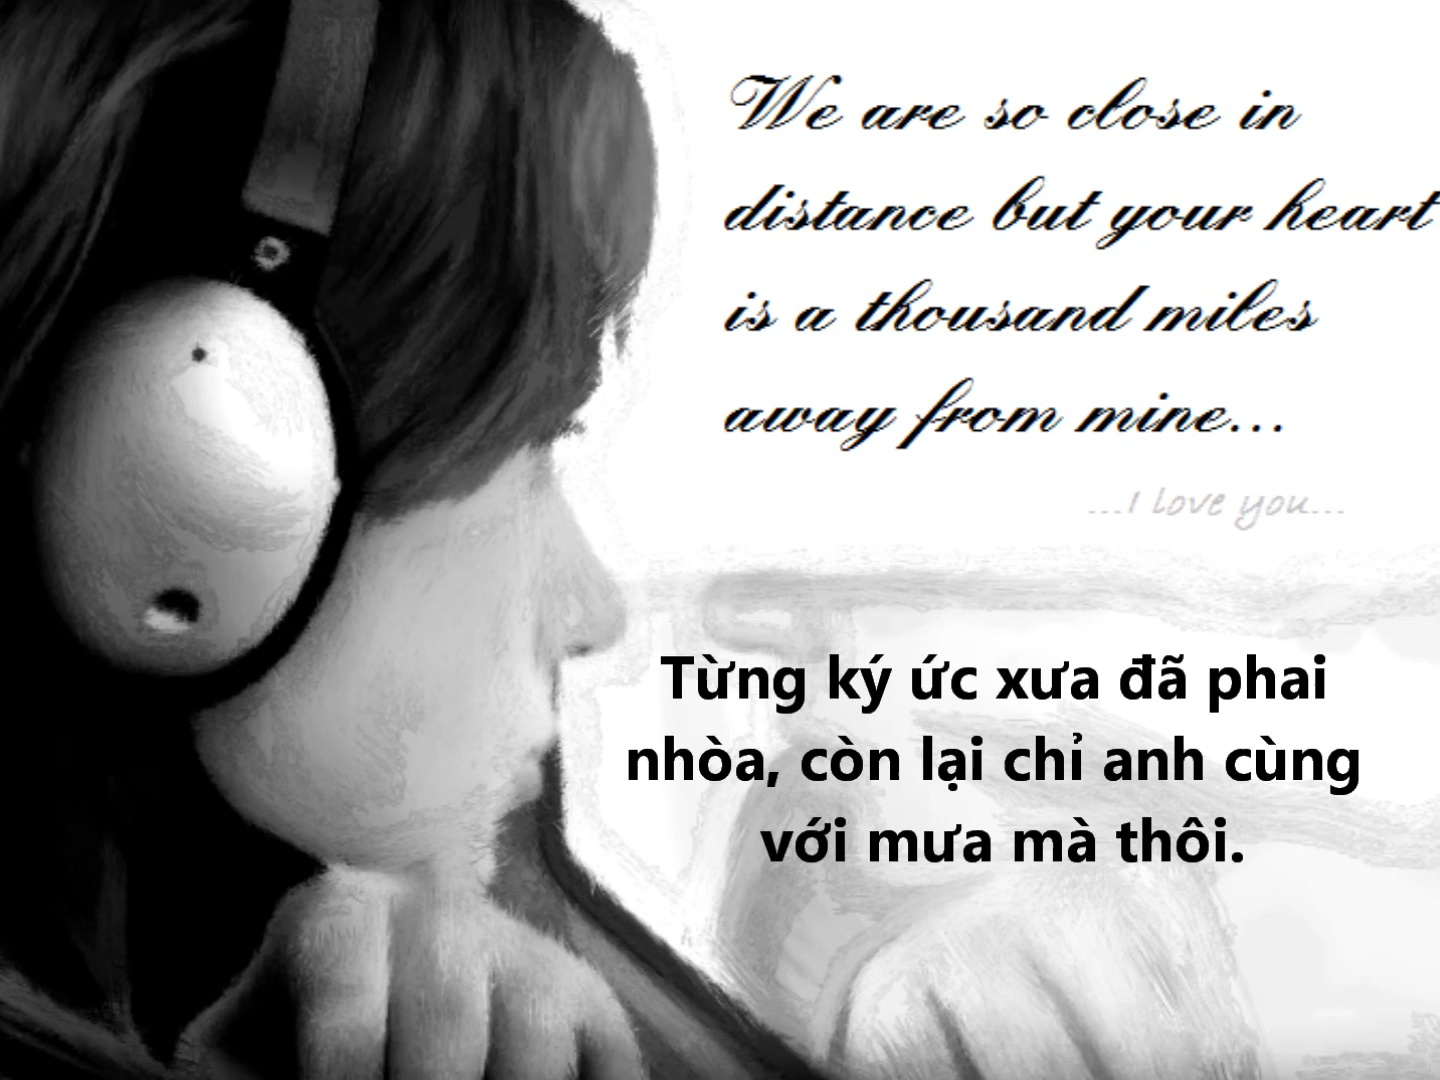 We are so close in
distance but your heart
is a thousand miles
away from mine...
...I love you...
Từng ký ức xưa đã phai
nhòa, còn lại chỉ anh cùng
với mưa mà thôi.